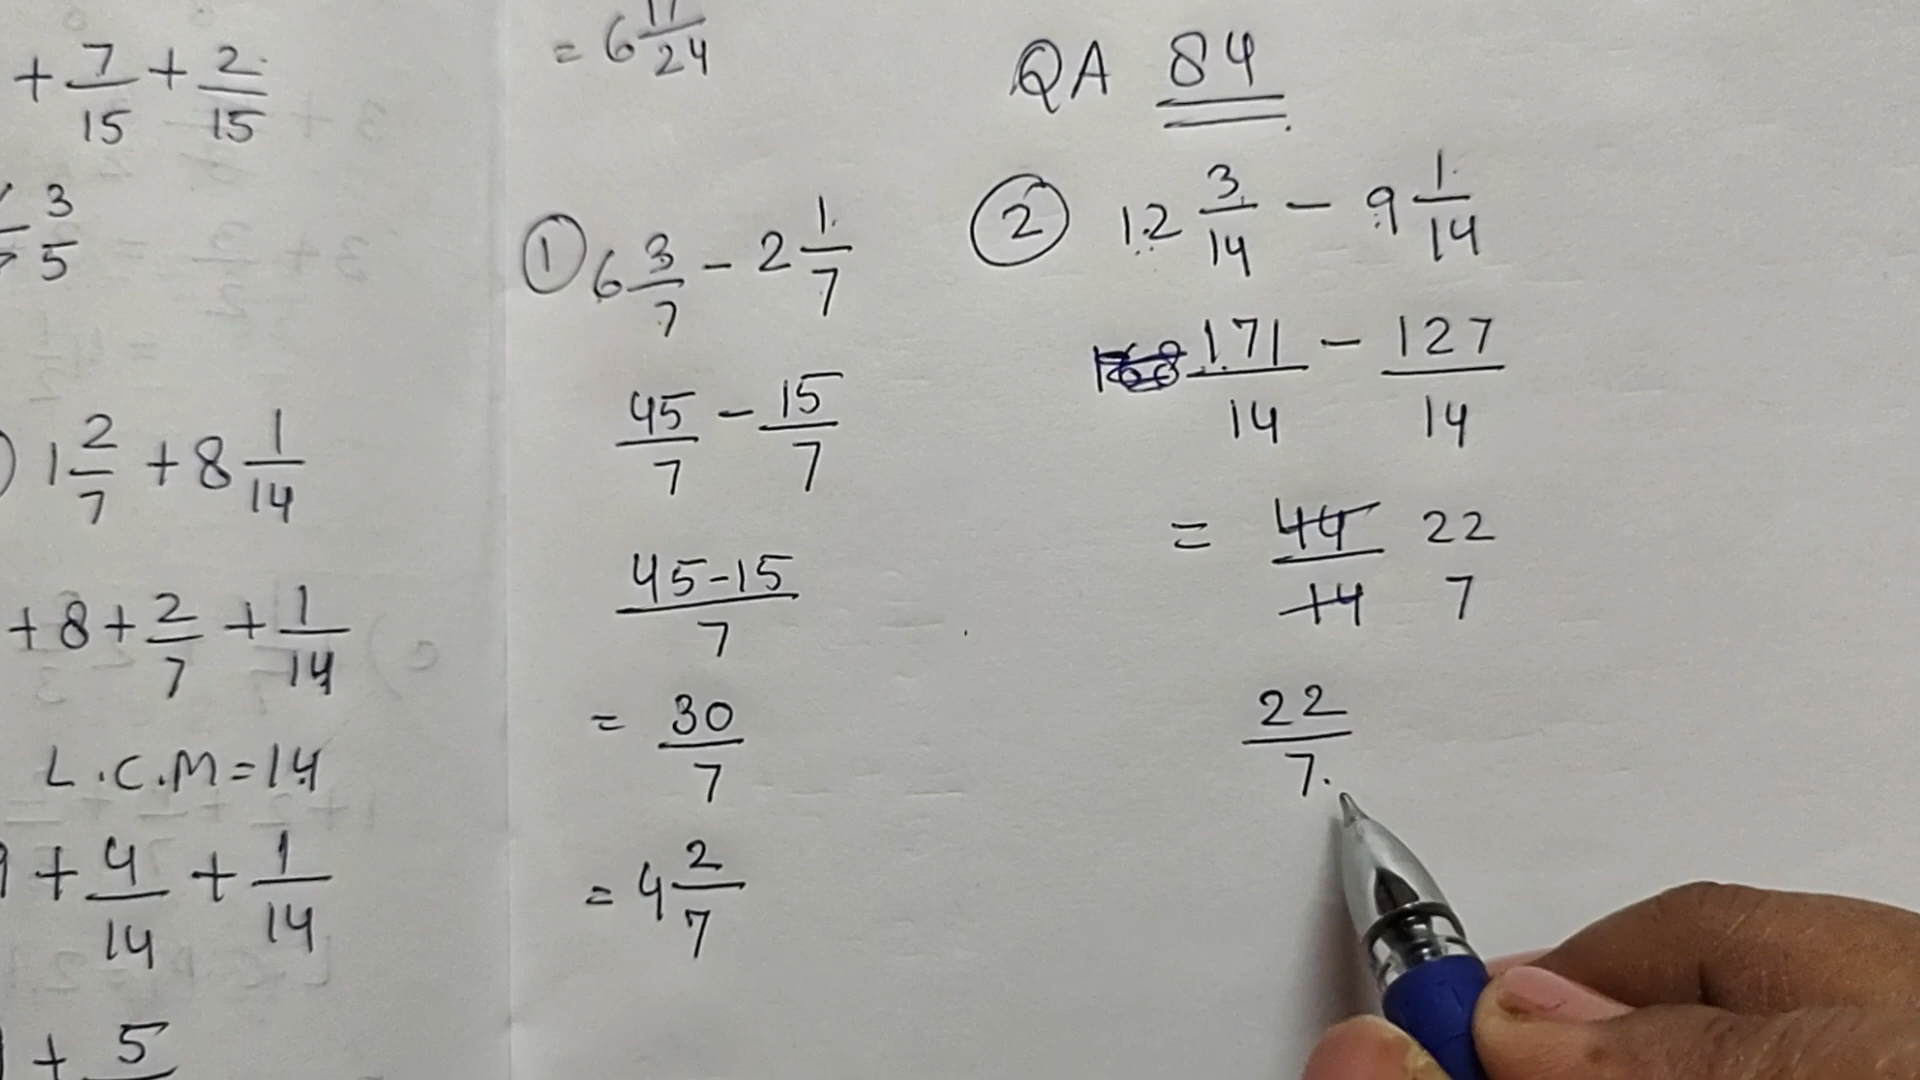 + 7/15 + 2/15
3/5
1 2/7 + 8 1/14
+ 8 + 2/7 + 1/14
L.C.M = 14
+ 4/14 + 1/14
+ 5
= 6 17/24
① 6 3/7 - 2 1/7
45/7 - 15/7
45-15/7
= 30/7
= 4 2/7
QA 84
② 12 3/14 - 9 1/14
171/14 - 127/14
= 44/14 22/7
22/7.